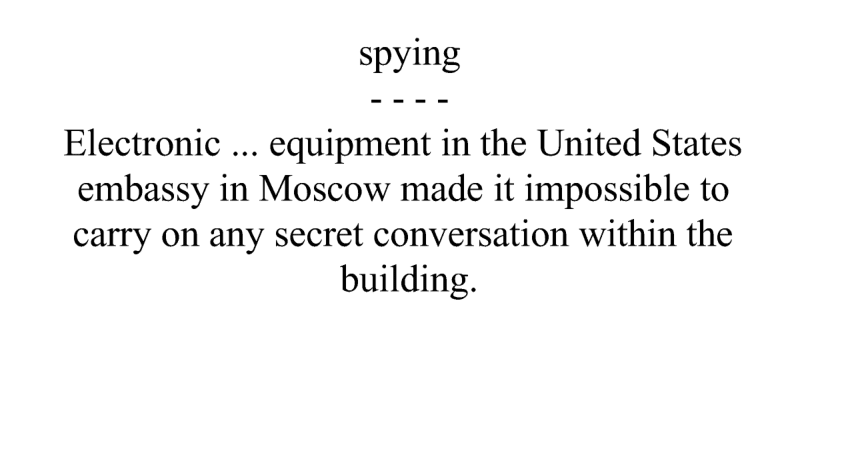 spying
- - - -
Electronic ... equipment in the United States
embassy in Moscow made it impossible to
carry on any secret conversation within the
building.